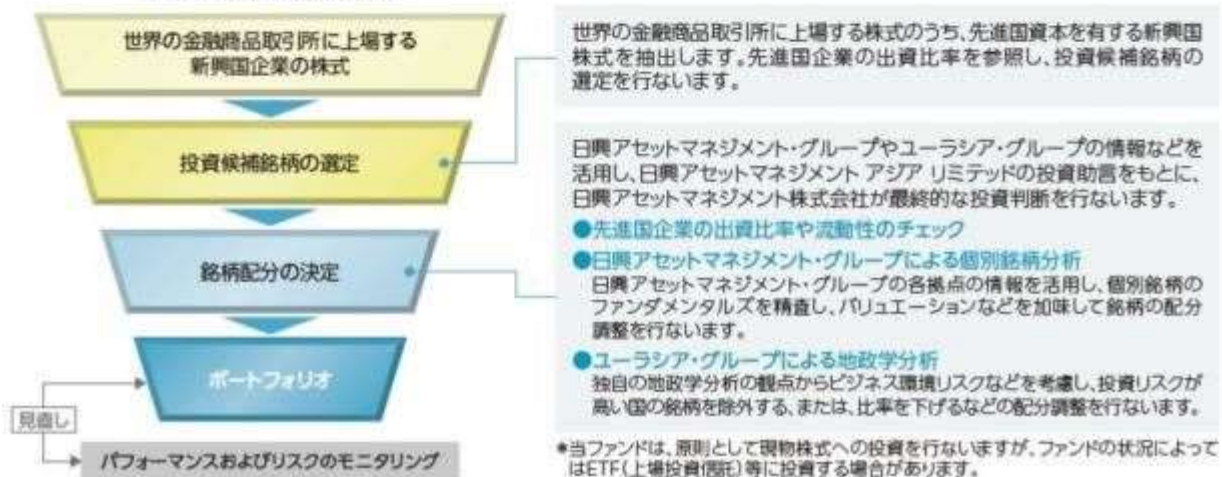 世界の金融商品取引所に上場する
新興国企業の株式
世界の金融商品取引所に上場する株式のうち、先進国資本を有する新興国
株式を抽出します。先進国企業の出資比率を参照し、投資候補銘柄の
選定を行ないます。
投資候補銘柄の選定
日興アセットマネジメント・グループやユーラシア・グループの情報などを
活用し、日興アセットマネジメント アジア リミテッドの投資助言をもとに、
日興アセットマネジメント株式会社が最終的な投資判断を行ないます。
●先進国企業の出資比率や流動性のチェック
銘柄配分の決定
●日興アセットマネジメント・グループによる個別銘柄分析
日興アセットマネジメント・グループの各拠点の情報を活用し、個別銘柄の
ファンダメンタルズを精査し、バリュエーションなどを加味して銘柄の配分
調整を行ないます。
ポートフォリオ
●ユーラシア・グループによる地政学分析
独自の地政学分析の観点からビジネス環境リスクなどを考慮し、投資リスクが
高い国の銘柄を除外する、または、比率を下げるなどの配分調整を行ないます。
見直し
パフォーマンスおよびリスクのモニタリング
*当ファンドは、原則として現物株式への投資を行ないますが、ファンドの状況によって
はETF(上場投資信託)等に投資する場合があります。